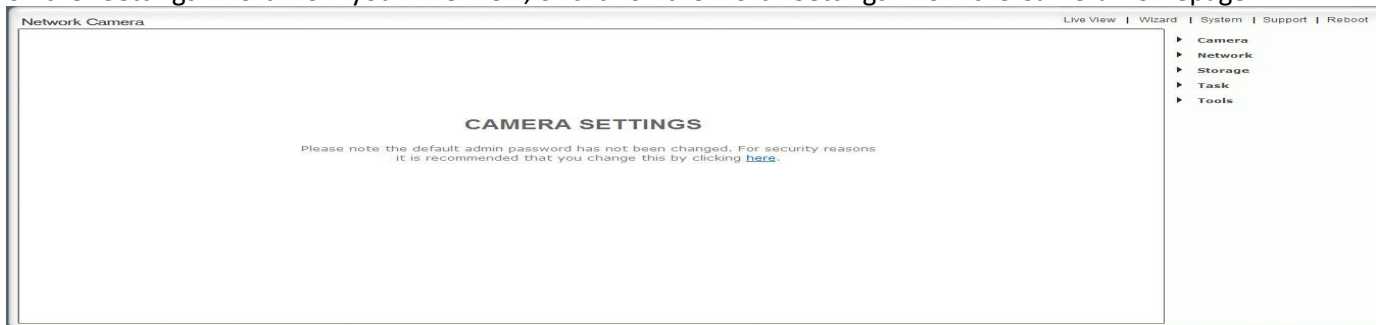 Network Camera
Live View | Wizard | System | Support | Reboot
Camera
Network
Storage
Task
Tools
CAMERA SETTINGS
Please note the default admin password has not been changed. For security reasons
it is recommended that you change this by clicking here.